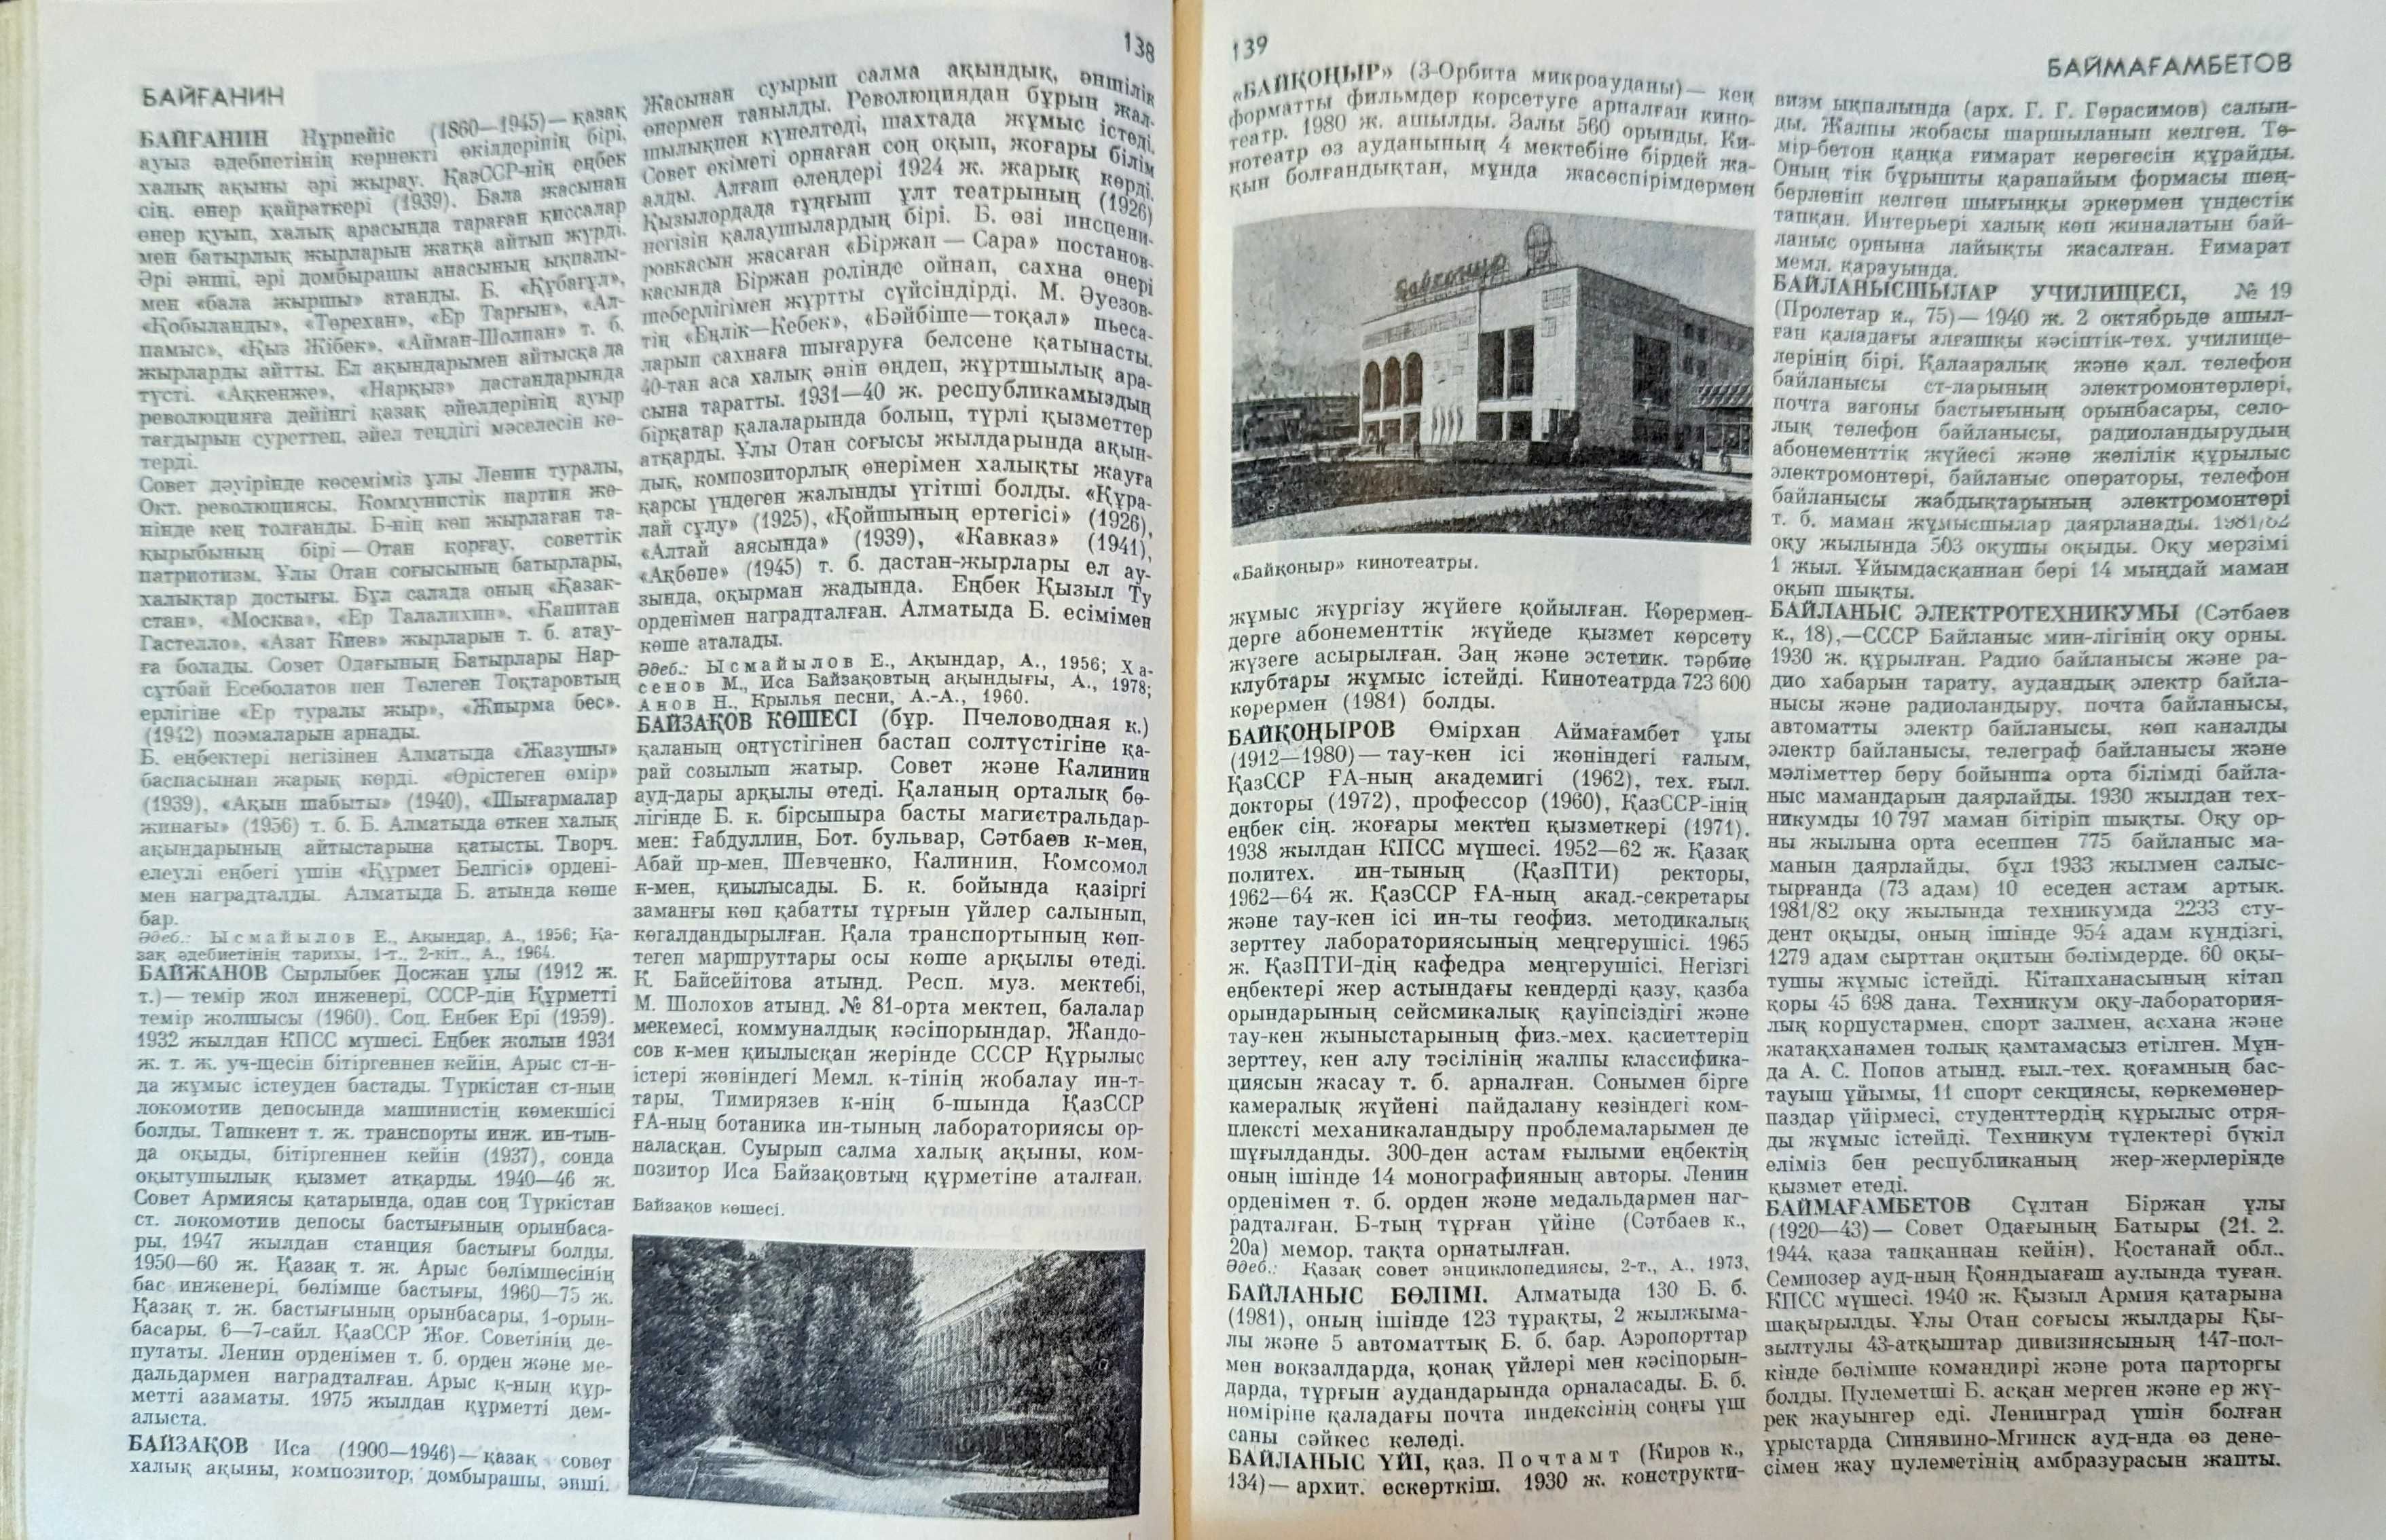 138
БАЙҒАНИН
БАЙҒАНИН Нұрпейіс (1860—1945)— қазақ
ауыз әдебиетінің көрнекті өкілдерінің бірі,
халық ақыны әрі жырау. ҚазССР-нің еңбек
сің. өнер қайраткері (1939). Бала жасынан
өнер қуып, халық арасында тараған қиссалар
мен батырлық жырларын жатқа айтып жүрді.
Әрі әнші, әрі домбырашы анасының ықпалы-
мен «бала жыршы» атанды. Б. «Құбағұл»,
«Қобыланды», «Төрехан», «Ер Тарғын», «Ал-
памыс», «Қыз Жібек», «Айман-Шолпан» т. б.
жырларды айтты. Ел ақындарымен айтысқа да
түсті. «Аққенже», «Нарқыз» дастандарында
революцияға дейінгі қазақ әйелдерінің ауыр
тағдырын суреттеп, әйел теңдігі мәселесін кө-
терді.
Совет дәуірінде көсеміміз ұлы Ленин туралы,
Окт. революциясы, Коммунистік партия жө-
нінде кең толғанды. Б-нің көп жырлаған та-
қырыбының бірі — Отан қорғау, советтік
патриотизм, Ұлы Отан соғысының батырлары,
халықтар достығы. Бұл салада оның «Қазақ-
стан», «Москва», «Ер Талалихин», «Капитан
Гастелло», «Азат Киев» жырларын т. б. атау-
ға болады. Совет Одағының Батырлары Нар-
сұтбай Есеболатов пен Төлеген Тоқтаровтың
ерлігіне «Ер туралы жыр», «Жиырма бес».
(1942) поэмаларын арнады.
Б. еңбектері негізінен Алматыда «Жазушы»
баспасынан жарық көрді. «Өрістеген өмір»
(1939), «Ақын шабыты» (1940), «Шығармалар
жинағы» (1956) т. б. Б. Алматыда өткен халық
ақындарының айтыстарына қатысты. Творч.
елеулі еңбегі үшін «Құрмет Белгісі» ордені-
мен наградталды. Алматыда Б. атында көше
бар.
Әдеб.: Ысмайылов Е., Ақындар, А., 1956; Қа-
зақ әдебиетінің тарихы, 1-т., 2-кіт., А., 1964.
БАЙЖАНОВ Сырлыбек Досжан ұлы (1912 ж.
т.)— темір жол инженері, СССР-дің Құрметті
темір жолшысы (1960). Соц. Еңбек Ері (1959).
1932 жылдан КПСС мүшесі. Еңбек жолын 1931
ж. т. ж. уч-щесін бітіргеннен кейін, Арыс ст-н-
да жұмыс істеуден бастады. Түркістан ст-ның
локомотив депосында машинистің көмекшісі
болды. Ташкент т. ж. транспорты инж. ин-тын-
да оқыды, бітіргеннен кейін (1937), сонда
оқытушылық қызмет атқарды. 1940—46 ж.
Совет Армиясы қатарында, одан соң Түркістан
ст. локомотив депосы бастығының орынбаса-
ры, 1947 жылдан станция бастығы болды.
1950—60 ж. Қазақ т. ж. Арыс бөлімшесінің
бас инженері, бөлімше бастығы, 1960—75 ж.
Қазақ т. ж. бастығының орынбасары, 1-орын-
басары. 6—7-сайл. ҚазССР Жоғ. Советінің де-
путаты. Ленин орденімен т. б. орден және ме-
дальдармен наградталған. Арыс қ-ның құр-
метті азаматы. 1975 жылдан құрметті дем-
алыста.
БАЙЗАҚОВ Иса (1900—1946)— қазақ совет
халық ақыны, композитор, домбырашы, әнші.
Жасынан суырып салма ақындық, әншілік
өнермен танылды. Революциядан бұрын жал-
шылықпен күнелтеді, шахтада жұмыс істеді.
Совет өкіметі орнаған соң оқып, жоғары білім
алды. Алғаш өлеңдері 1924 ж. жарық көрді.
Қызылордада тұңғыш ұлт театрының (1926)
негізін қалаушылардың бірі. Б. өзі инсцени-
ровкасын жасаған «Біржан — Сара» постанов-
касында Біржан ролінде ойнап, сахна өнері
шеберлігімен жұртты сүйсіндірді. М. Әуезов-
тің «Еңлік—Кебек», «Бәйбіше—тоқал» пьеса-
ларын сахнаға шығаруға белсене қатынасты.
40-тан аса халық әнін өңдеп, жұртшылық ара-
сына таратты. 1931—40 ж. республикамыздың
бірқатар қалаларында болып, түрлі қызметтер
атқарды. Ұлы Отан соғысы жылдарында ақын-
дық, композиторлық өнерімен халықты жауға
қарсы үндеген жалынды үгітші болды. «Құра-
лай сұлу» (1925), «Қойшының ертегісі» (1926),
«Алтай аясында» (1939), «Кавказ» (1941),
«Ақбөпе» (1945) т. б. дастан-жырлары ел ау-
зында, оқырман жадында. Еңбек Қызыл Ту
орденімен наградталған. Алматыда Б. есімімен
көше аталады.
Әдеб.: Ысмайылов Е., Ақындар, А., 1956; Ха-
сенов М., Иса Байзақовтың ақындығы, А., 1978;
Анов Н., Крылья песни, А.-А., 1960.
БАЙЗАҚОВ КӨШЕСІ (бұр. Пчеловодная к.)
қаланың оңтүстігінен бастап солтүстігіне қа-
рай созылып жатыр. Совет және Калинин
ауд-дары арқылы өтеді. Қаланың орталық бө-
лігінде Б. к. бірсыпыра басты магистральдар-
мен: Ғабдуллин, Бот. бульвар, Сәтбаев к-мен,
Абай пр-мен, Шевченко, Калинин, Комсомол
к-мен, қиылысады. Б. к. бойында қазіргі
заманғы көп қабатты тұрғын үйлер салынып,
көгалдандырылған. Қала транспортының көп-
теген маршруттары осы көше арқылы өтеді.
К. Байсейітова атынд. Респ. муз. мектебі,
М. Шолохов атынд. № 81-орта мектеп, балалар
мекемесі, коммуналдық кәсіпорындар, Жандо-
сов к-мен қиылысқан жерінде СССР Құрылыс
істері жөніндегі Мемл. к-тінің жобалау ин-т-
тары, Тимирязев к-нің б-шында ҚазССР
ҒА-ның ботаника ин-тының лабораториясы ор-
наласқан. Суырып салма халық ақыны, ком-
позитор Иса Байзақовтың құрметіне аталған.
Байзақов көшесі.
139
БАЙМАҒАМБЕТОВ
«БАЙҚОҢЫР» (3-Орбита микроауданы)— кең
форматты фильмдер көрсетуге арналған кино-
театр. 1980 ж. ашылды. Залы 560 орынды. Ки-
нотеатр өз ауданының 4 мектебіне бірдей жа-
қын болғандықтан, мұнда жасөспірімдермен
Байконур
«Байқоңыр» кинотеатры.
жұмыс жүргізу жүйеге қойылған. Көрермен-
дерге абонементтік жүйеде қызмет көрсету
жүзеге асырылған. Заң және эстетик. тәрбие
клубтары жұмыс істейді. Кинотеатрда 723 600
көрермен (1981) болды.
БАЙҚОҢЫРОВ Өмірхан Аймағамбет ұлы
(1912—1980)— тау-кен ісі жөніндегі ғалым,
ҚазССР ҒА-ның академигі (1962), тех. ғыл.
докторы (1972), профессор (1960), ҚазССР-інің
еңбек сің. жоғары мектеп қызметкері (1971).
1938 жылдан КПСС мүшесі. 1952—62 ж. Қазақ
политех. ин-тының (ҚазПТИ) ректоры,
1962—64 ж. ҚазССР ҒА-ның акад.-секретары
және тау-кен ісі ин-ты геофиз. методикалық
зерттеу лабораториясының меңгерушісі. 1965
ж. ҚазПТИ-дің кафедра меңгерушісі. Негізгі
еңбектері жер астындағы кендерді қазу, қазба
орындарының сейсмикалық қауіпсіздігі және
тау-кен жыныстарының физ.-мех. қасиеттеріп
зерттеу, кен алу тәсілінің жалпы классифика-
циясын жасау т. б. арналған. Сонымен бірге
камералық жүйені пайдалану кезіндегі ком-
плексті механикаландыру проблемаларымен де
шұғылданды. 300-ден астам ғылыми еңбектің
оның ішінде 14 монографияның авторы. Ленин
орденімен т. б. орден және медальдармен наг-
радталған. Б-тың тұрған үйіне (Сәтбаев к.,
20а) мемор. тақта орнатылған.
Әдеб.: Қазақ совет энциклопедиясы, 2-т., А., 1973,
БАЙЛАНЫС БӨЛІМІ. Алматыда 130 Б. б.
(1981), оның ішінде 123 тұрақты, 2 жылжыма-
лы және 5 автоматтық Б. б. бар. Аэропорттар
мен вокзалдарда, қонақ үйлері мен кәсіпорын-
дарда, тұрғын аудандарында орналасады. Б. б.
нөміріне қаладағы почта индексінің соңғы үш
саны сәйкес келеді.
БАЙЛАНЫС ҮЙІ, қаз. Почтамт (Киров к.,
134)— архит. ескерткіш. 1930 ж. конструкти-
визм ықпалында (арх. Г. Г. Герасимов) салын-
ды. Жалпы жобасы шаршыланып келген. Те-
мір-бетон қаңқа ғимарат керегесін құрайды.
Оның тік бұрышты қарапайым формасы шең-
берленіп келген шығыңқы эркермен үндестік
тапқан. Интерьері халық көп жиналатын бай-
ланыс орнына лайықты жасалған. Ғимарат
мемл. қарауында.
БАЙЛАНЫСШЫЛАР УЧИЛИЩЕСІ, № 19
(Пролетар к., 75)— 1940 ж. 2 октябрьде ашыл-
ған қаладағы алғашқы кәсіптік-тех. училище-
лерінің бірі. Қалааралық және қал. телефон
байланысы ст-ларының электромонтерлері,
почта вагоны бастығының орынбасары, село-
лық телефон байланысы, радиоландырудың
абонементтік жүйесі және желілік құрылыс
электромонтері, байланыс операторы, телефон
байланысы жабдықтарының электромонтері
т. б. маман жұмысшылар даярланады. 1981/82
оқу жылында 503 окушы оқыды. Оқу мерзімі
1 жыл. Ұйымдасқаннан бері 14 мыңдай маман
оқып шықты.
БАЙЛАНЫС ЭЛЕКТРОТЕХНИКУМЫ (Сәтбаев
к., 18),—СССР Байланыс мин-лігінің оқу орны.
1930 ж. құрылған. Радио байланысы және ра-
дио хабарын тарату, аудандық электр байла-
нысы және радиоландыру, почта байланысы,
автоматты электр байланысы, көп каналды
электр байланысы, телеграф байланысы және
мәліметтер беру бойынша орта білімді байла-
ныс мамандарын даярлайды. 1930 жылдан тех-
никумды 10 797 маман бітіріп шықты. Оқу ор-
ны жылына орта есеппен 775 байланыс ма-
манын даярлайды, бұл 1933 жылмен салыс-
тырғанда (73 адам) 10 еседен астам артық.
1981/82 оқу жылында техникумда 2233 сту-
дент оқыды, оның ішінде 954 адам күндізгі,
1279 адам сырттан оқитын бөлімдерде. 60 оқы-
тушы жұмыс істейді. Кітапханасының кітап
қоры 45 698 дана. Техникум оқу-лаборатория-
лық корпустармен, спорт залмен, асхана және
жатақханамен толық қамтамасыз етілген. Мұн-
да А. С. Попов атынд. ғыл.-тех. қоғамның бас-
тауыш ұйымы, 11 спорт секциясы, көркемөнер-
паздар үйірмесі, студенттердің құрылыс отря-
ды жұмыс істейді. Техникум түлектері бүкіл
еліміз бен республиканың жер-жерлерінде
қызмет етеді.
БАЙМАҒАМБЕТОВ Сұлтан Біржан ұлы
(1920—43)— Совет Одағының Батыры (21. 2.
1944, қаза тапқаннан кейін), Қостанай обл.,
Семиозер ауд-ның Қояндыағаш аулында туған.
КПСС мүшесі. 1940 ж. Қызыл Армия қатарына
шақырылды. Ұлы Отан соғысы жылдары Қы-
зылтулы 43-атқыштар дивизиясының 147-пол-
кінде бөлімше командирі және рота парторгы
болды. Пулеметші Б. асқан мерген және ер жү-
рек жауынгер еді. Ленинград үшін болған
ұрыстарда Синявино-Мгинск ауд-нда өз дене-
сімен жау пулеметінің амбразурасын жапты.